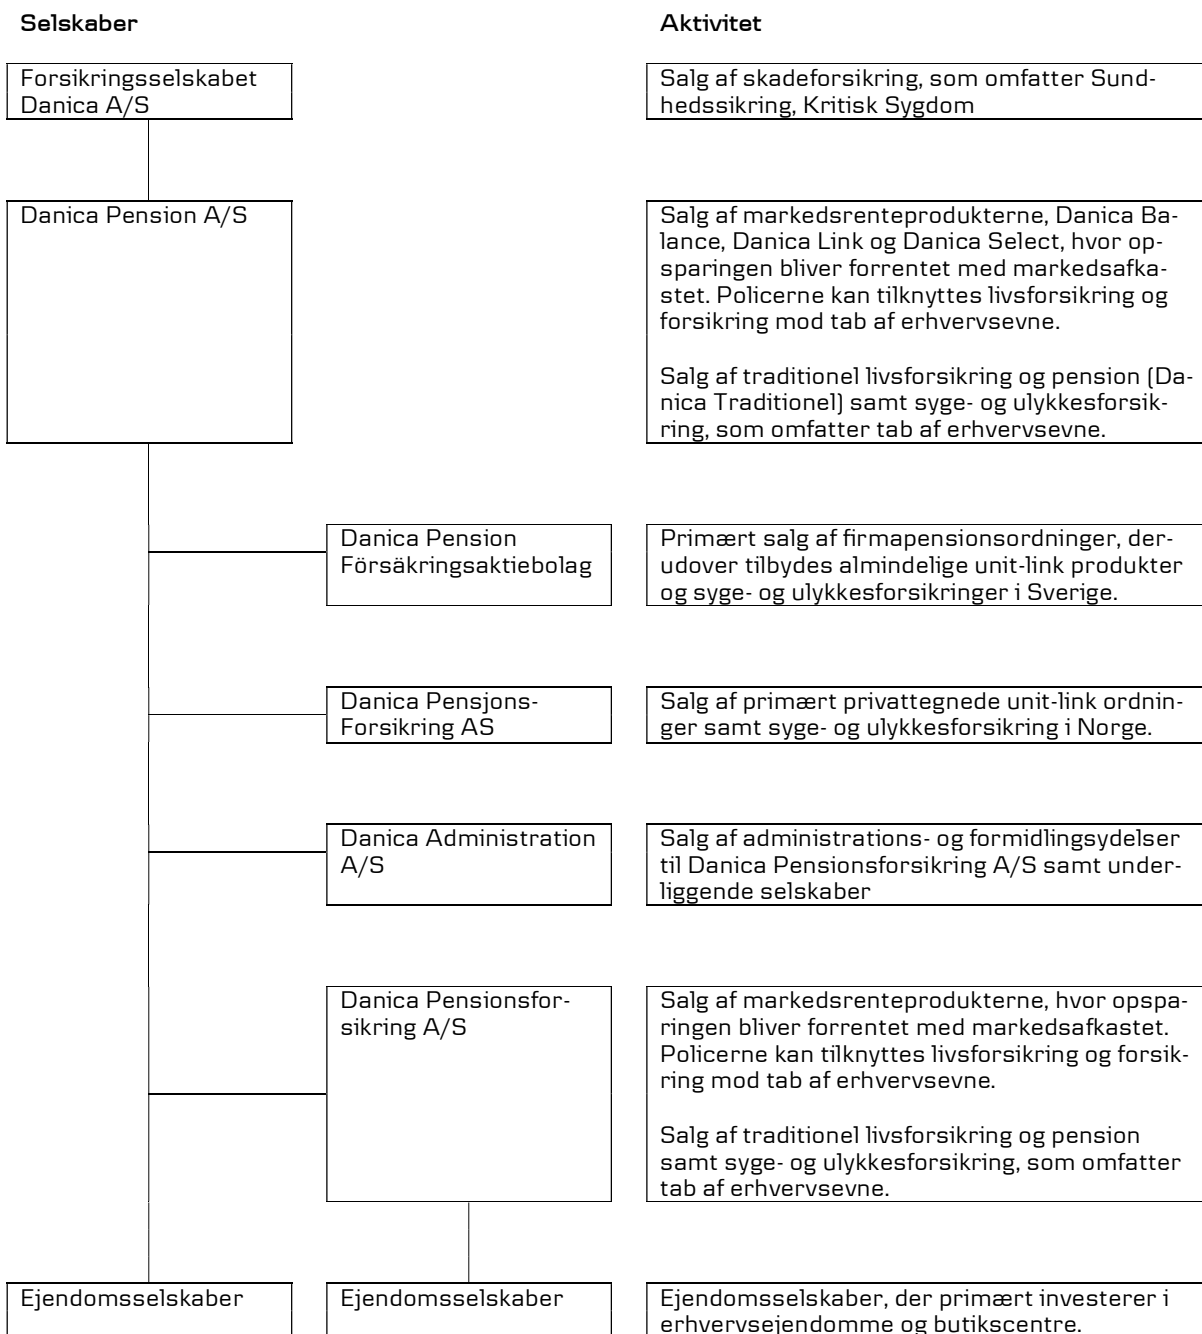 Selskaber
Aktivitet
Forsikringsselskabet
Danica A/S
Salg af skadeforsikring, som omfatter Sund-
hedssikring, Kritisk Sygdom
Danica Pension A/S
Salg af markedsrenteprodukterne, Danica Ba-
lance, Danica Link og Danica Select, hvor op-
sparingen bliver forrentet med markedsafka-
stet. Policerne kan tilknyttes livsforsikring og
forsikring mod tab af erhvervsevne.
Salg af traditionel livsforsikring og pension (Da-
nica Traditionel) samt syge- og ulykkesforsik-
ring, som omfatter tab af erhvervsevne.
Danica Pension
Försäkringsaktiebolag
Primært salg af firmapensionsordninger, der-
udover tilbydes almindelige unit-link produkter
og syge- og ulykkesforsikringer i Sverige.
Danica Pensjons-
Forsikring AS
Salg af primært privattegnede unit-link ordnin-
ger samt syge- og ulykkesforsikring i Norge.
Danica Administration
A/S
Salg af administrations- og formidlingsydelser
til Danica Pensionsforsikring A/S samt under-
liggende selskaber
Danica Pensionsfor-
sikring A/S
Salg af markedsrenteprodukterne, hvor opspa-
ringen bliver forrentet med markedsafkastet.
Policerne kan tilknyttes livsforsikring og forsik-
ring mod tab af erhvervsevne.
Salg af traditionel livsforsikring og pension
samt syge- og ulykkesforsikring, som omfatter
tab af erhvervsevne.
Ejendomsselskaber
Ejendomsselskaber
Ejendomsselskaber, der primært investerer i
erhvervsejendomme og butikscentre.